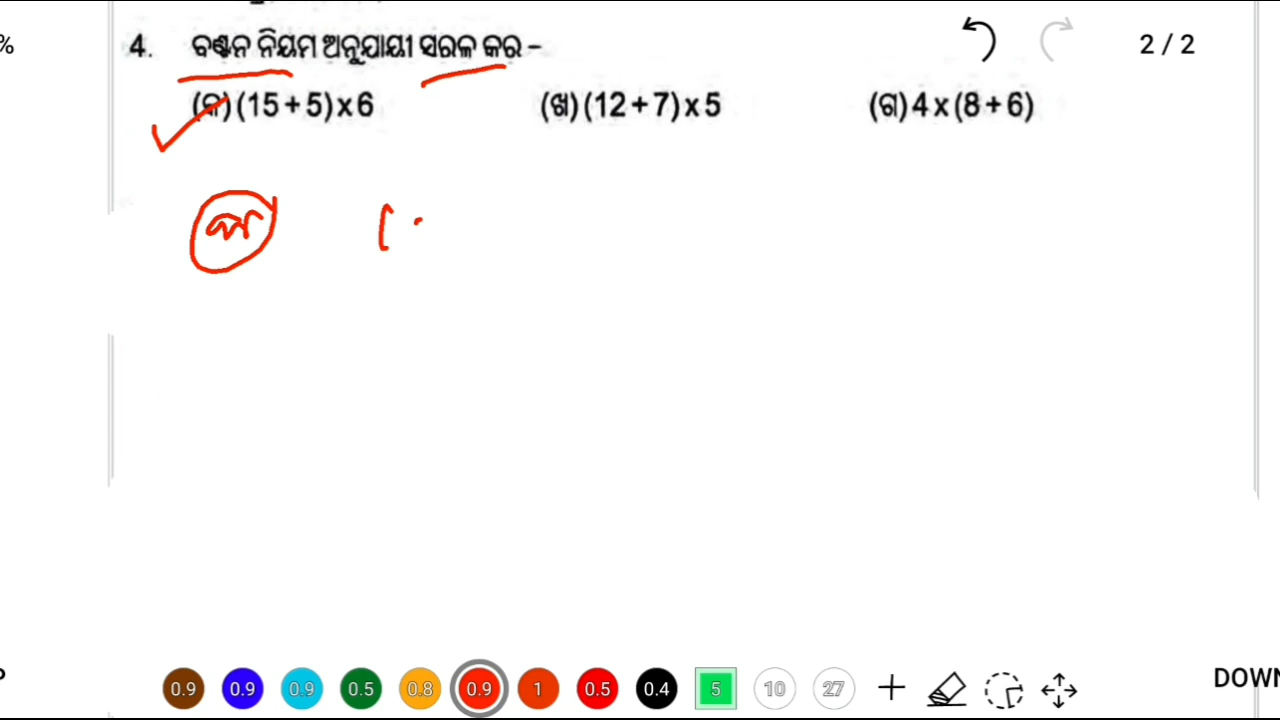 %
4. ବଣ୍ଟନ ନିୟମ ଅନୁଯାୟୀ ସରଳ କର –
2 / 2
(କ) (15 + 5) x 6 (ଖ) (12 + 7) x 5 (ଗ) 4 x (8 + 6)
କ (
0.9 0.9 0.9 0.5 0.8 0.9 1 0.5 0.4 5 10 27
DOWN